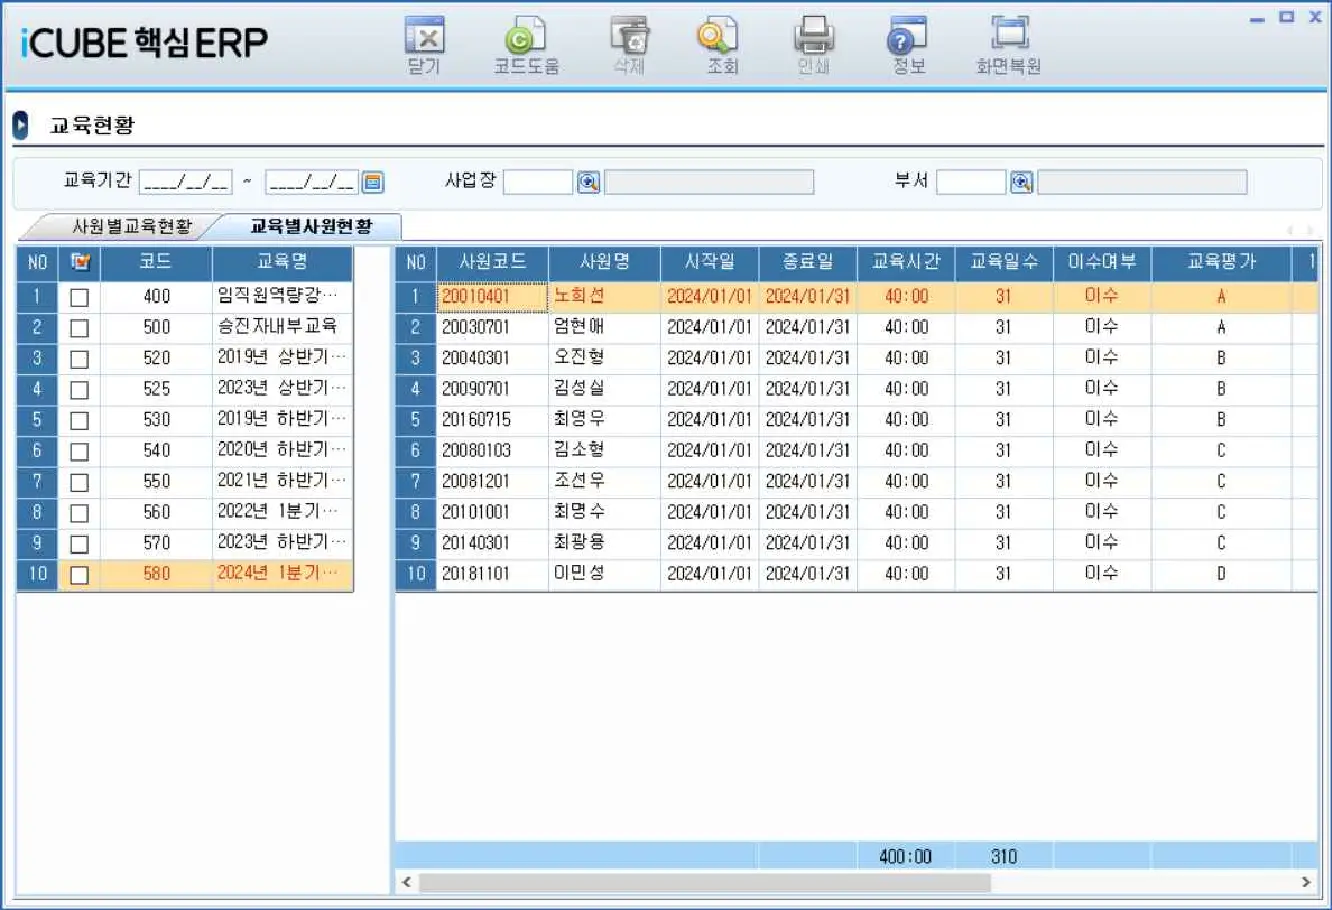 iCUBE 핵심 ERP
닫기 코드도움 삭제 조회 인쇄 정보 화면복원
교육현황
교육기간 ____/__/__ ~ ____/__/__ 사업장 부서
사원별교육현황 교육별사원현황
NO 코드 교육명
1 400 임직원역량강…
2 500 승진자내부교육
3 520 2019년 상반기…
4 525 2023년 상반기…
5 530 2019년 하반기…
6 540 2020년 하반기…
7 550 2021년 하반기…
8 560 2022년 1분기…
9 570 2023년 하반기…
10 580 2024년 1분기…
NO 사원코드 사원명 시작일 종료일 교육시간 교육일수 이수여부 교육평가
1 20010401 노희선 2024/01/01 2024/01/31 40:00 31 이수 A
2 20030701 엄현애 2024/01/01 2024/01/31 40:00 31 이수 A
3 20040301 오진형 2024/01/01 2024/01/31 40:00 31 이수 B
4 20090701 김성실 2024/01/01 2024/01/31 40:00 31 이수 B
5 20160715 최영우 2024/01/01 2024/01/31 40:00 31 이수 B
6 20080103 김소형 2024/01/01 2024/01/31 40:00 31 이수 C
7 20081201 조선우 2024/01/01 2024/01/31 40:00 31 이수 C
8 20101001 최명수 2024/01/01 2024/01/31 40:00 31 이수 C
9 20140301 최광용 2024/01/01 2024/01/31 40:00 31 이수 C
10 20181101 이민성 2024/01/01 2024/01/31 40:00 31 이수 D
400:00 310